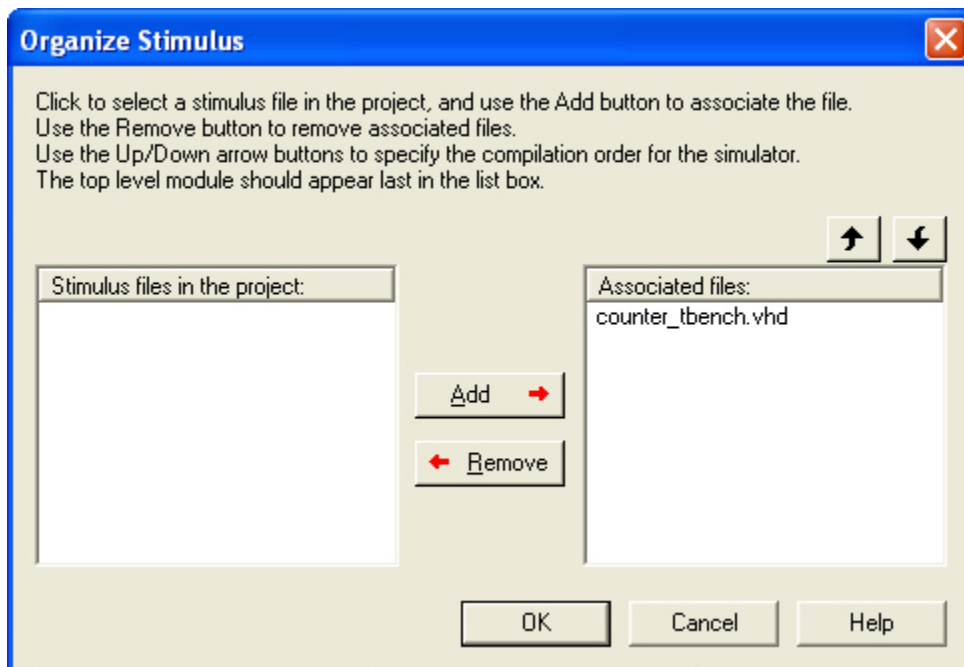 Organize Stimulus
Click to select a stimulus file in the project, and use the Add button to associate the file.
Use the Remove button to remove associated files.
Use the Up/Down arrow buttons to specify the compilation order for the simulator.
The top level module should appear last in the list box.
Stimulus files in the project:
Associated files:
counter_tbench.vhd
Add
Remove
OK
Cancel
Help